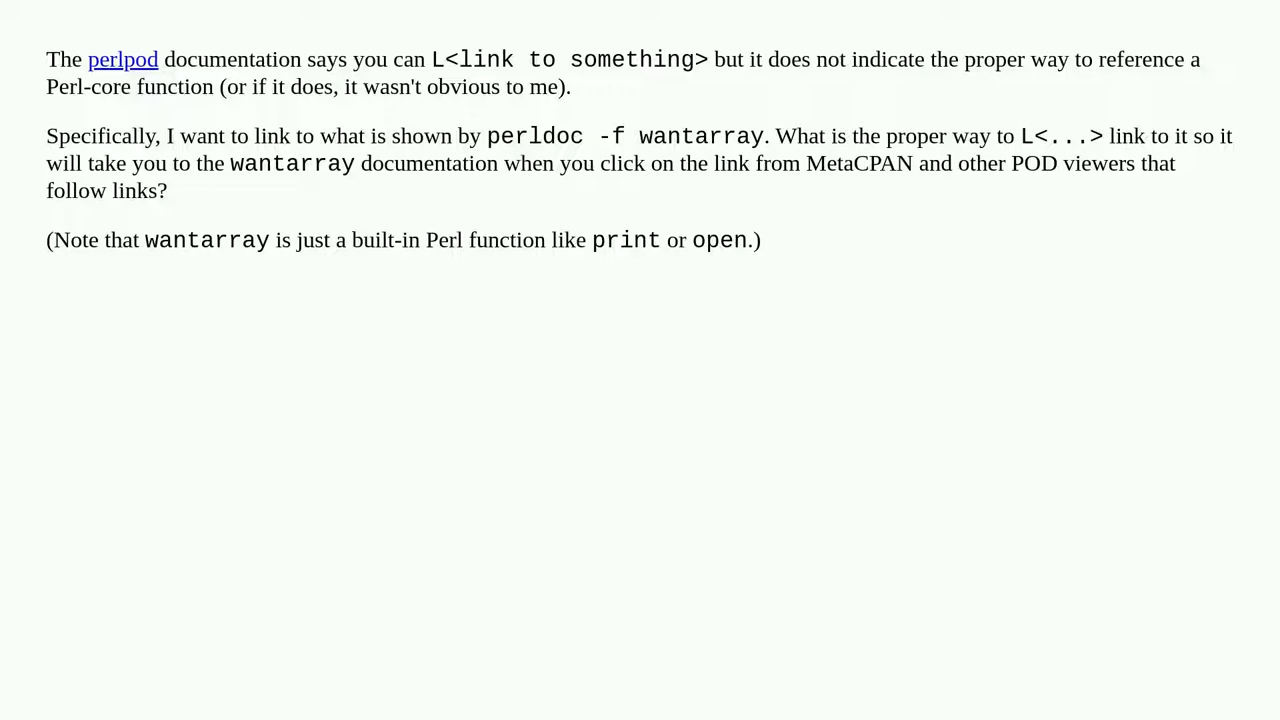 The perlpod documentation says you can L<link to something> but it does not indicate the proper way to reference a
Perl-core function (or if it does, it wasn't obvious to me).
Specifically, I want to link to what is shown by perldoc -f wantarray. What is the proper way to L<...> link to it so it
will take you to the wantarray documentation when you click on the link from MetaCPAN and other POD viewers that
follow links?
(Note that wantarray is just a built-in Perl function like print or open.)